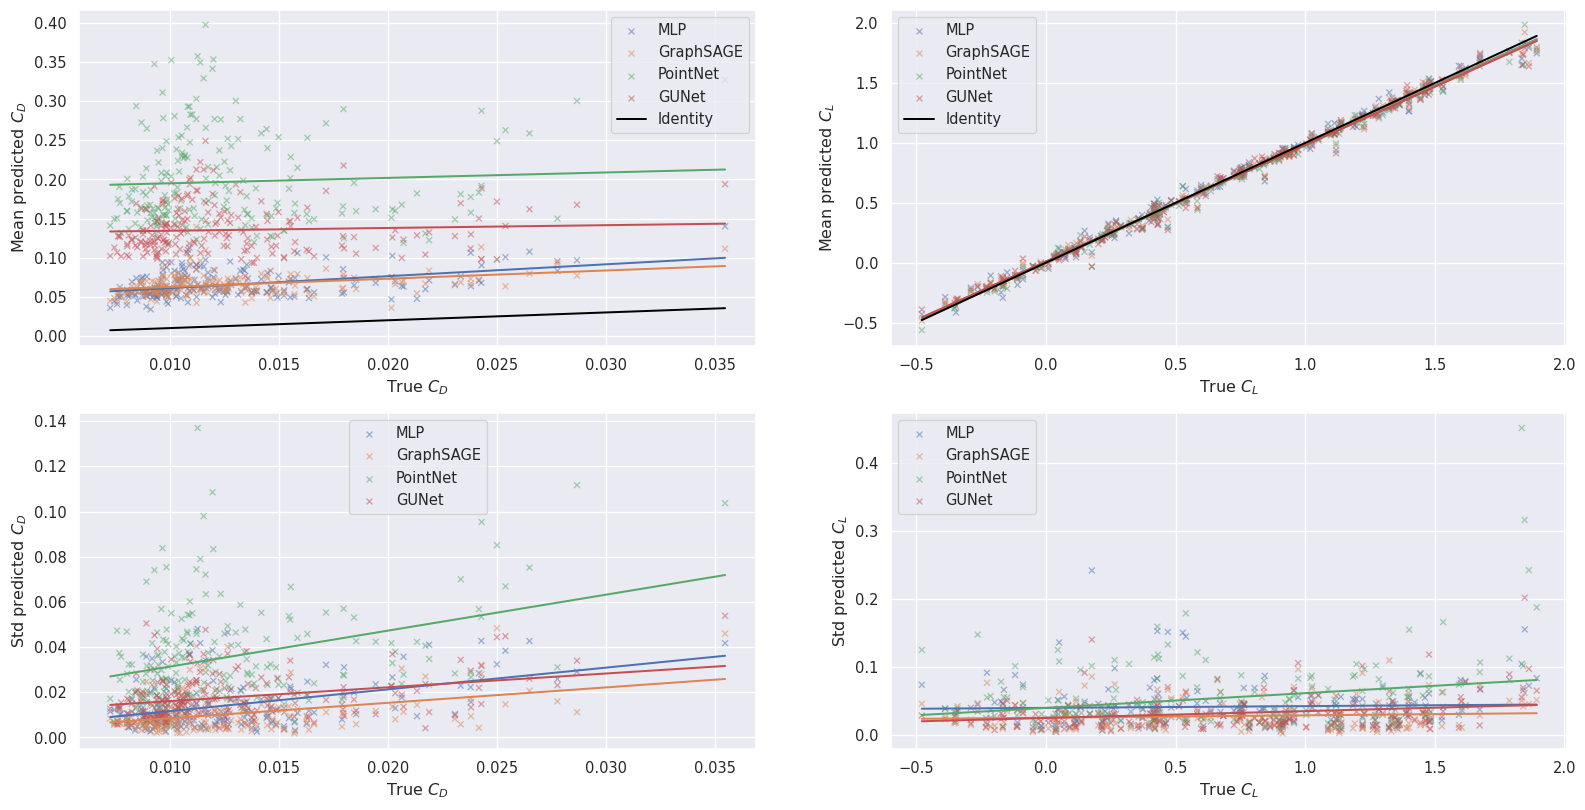 0.40
0.35
0.30
0.25
0.20
0.15
0.10
0.05
0.00
Mean predicted C_D
MLP
GraphSAGE
PointNet
GUNet
Identity
0.010 0.015 0.020 0.025 0.030 0.035
True C_D
2.0
1.5
1.0
0.5
0.0
−0.5
Mean predicted C_L
MLP
GraphSAGE
PointNet
GUNet
Identity
−0.5 0.0 0.5 1.0 1.5 2.0
True C_L
0.14
0.12
0.10
0.08
0.06
0.04
0.02
0.00
Std predicted C_D
MLP
GraphSAGE
PointNet
GUNet
0.010 0.015 0.020 0.025 0.030 0.035
True C_D
0.4
0.3
0.2
0.1
0.0
Std predicted C_L
MLP
GraphSAGE
PointNet
GUNet
−0.5 0.0 0.5 1.0 1.5 2.0
True C_L